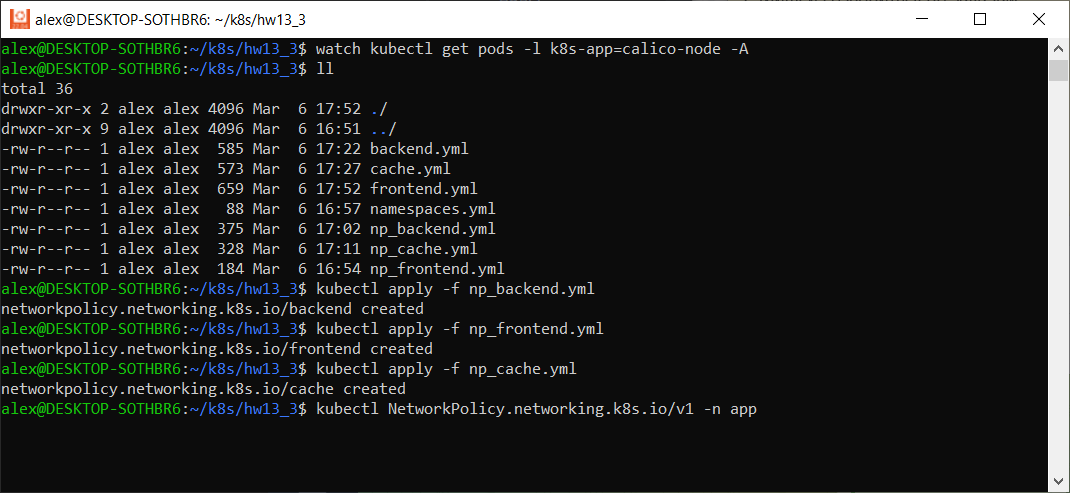 alex@DESKTOP-SOTHBR6: ~/k8s/hw13_3
alex@DESKTOP-SOTHBR6:~/k8s/hw13_3$ watch kubectl get pods -l k8s-app=calico-node -A
alex@DESKTOP-SOTHBR6:~/k8s/hw13_3$ ll
total 36
drwxr-xr-x 2 alex alex 4096 Mar  6 17:52 ./
drwxr-xr-x 9 alex alex 4096 Mar  6 16:51 ../
-rw-r--r-- 1 alex alex  585 Mar  6 17:22 backend.yml
-rw-r--r-- 1 alex alex  573 Mar  6 17:27 cache.yml
-rw-r--r-- 1 alex alex  659 Mar  6 17:52 frontend.yml
-rw-r--r-- 1 alex alex   88 Mar  6 16:57 namespaces.yml
-rw-r--r-- 1 alex alex  375 Mar  6 17:02 np_backend.yml
-rw-r--r-- 1 alex alex  328 Mar  6 17:11 np_cache.yml
-rw-r--r-- 1 alex alex  184 Mar  6 16:54 np_frontend.yml
alex@DESKTOP-SOTHBR6:~/k8s/hw13_3$ kubectl apply -f np_backend.yml
networkpolicy.networking.k8s.io/backend created
alex@DESKTOP-SOTHBR6:~/k8s/hw13_3$ kubectl apply -f np_frontend.yml
networkpolicy.networking.k8s.io/frontend created
alex@DESKTOP-SOTHBR6:~/k8s/hw13_3$ kubectl apply -f np_cache.yml
networkpolicy.networking.k8s.io/cache created
alex@DESKTOP-SOTHBR6:~/k8s/hw13_3$ kubectl NetworkPolicy.networking.k8s.io/v1 -n app